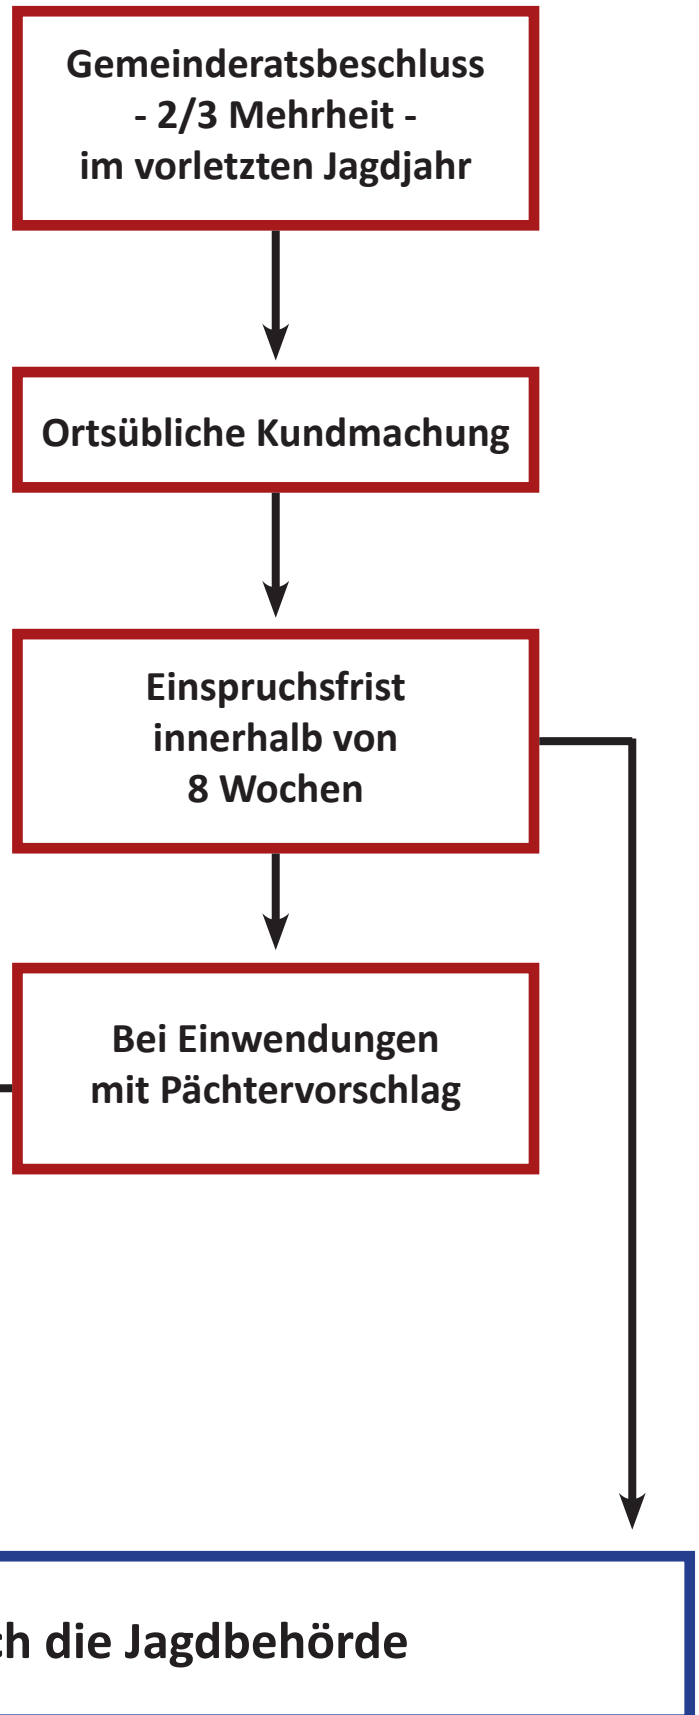 Gemeinderatsbeschluss
- 2/3 Mehrheit -
im vorletzten Jagdjahr
Ortsübliche Kundmachung
Einspruchsfrist
innerhalb von
8 Wochen
Bei Einwendungen
mit Pächtervorschlag
ch die Jagdbehörde